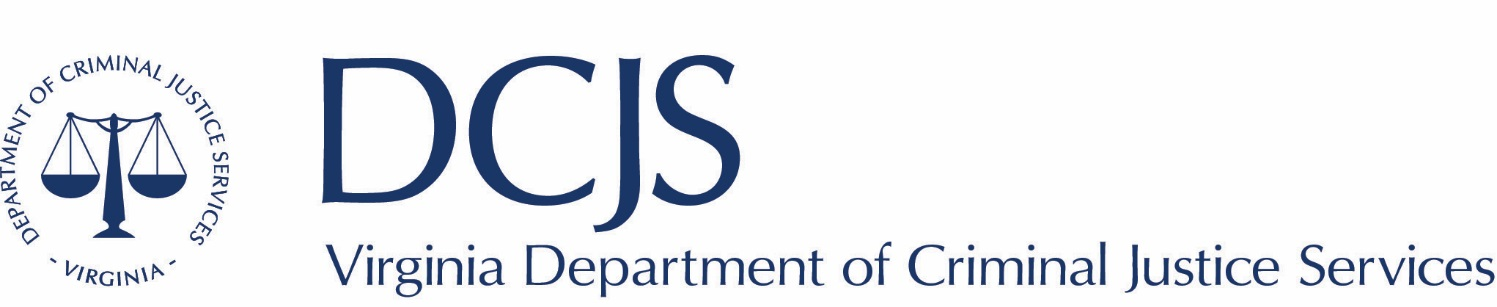 DEPARTMENT OF CRIMINAL JUSTICE SERVICES
- VIRGINIA -
DCJS
Virginia Department of Criminal Justice Services